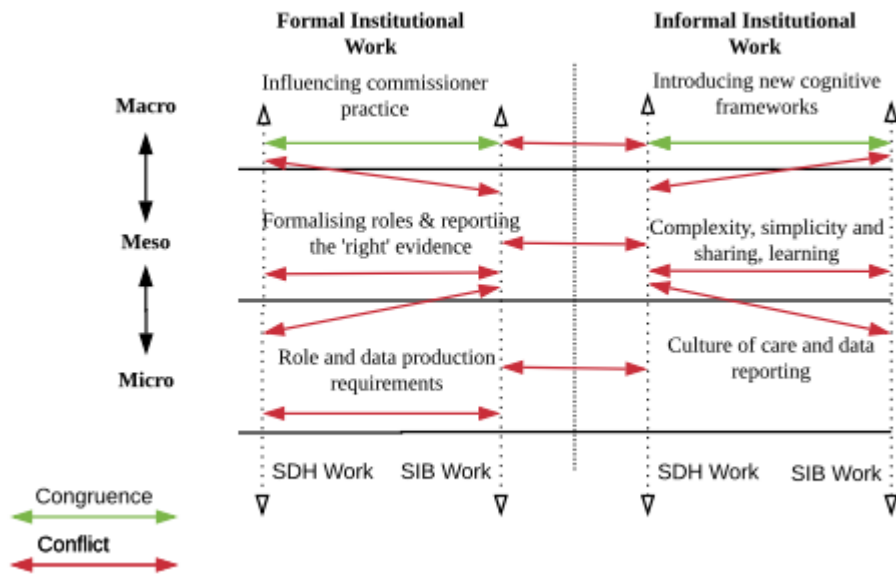 Formal Institutional
Work
Informal Institutional
Work
Influencing commissioner
practice
Introducing new cognitive
frameworks
Macro
Formalising roles & reporting
the 'right' evidence
Complexity, simplicity and
sharing, learning
Meso
Role and data production
requirements
Culture of care and data
reporting
Micro
SDH Work
SIB Work
SDH Work
SIB Work
Congruence
Conflict